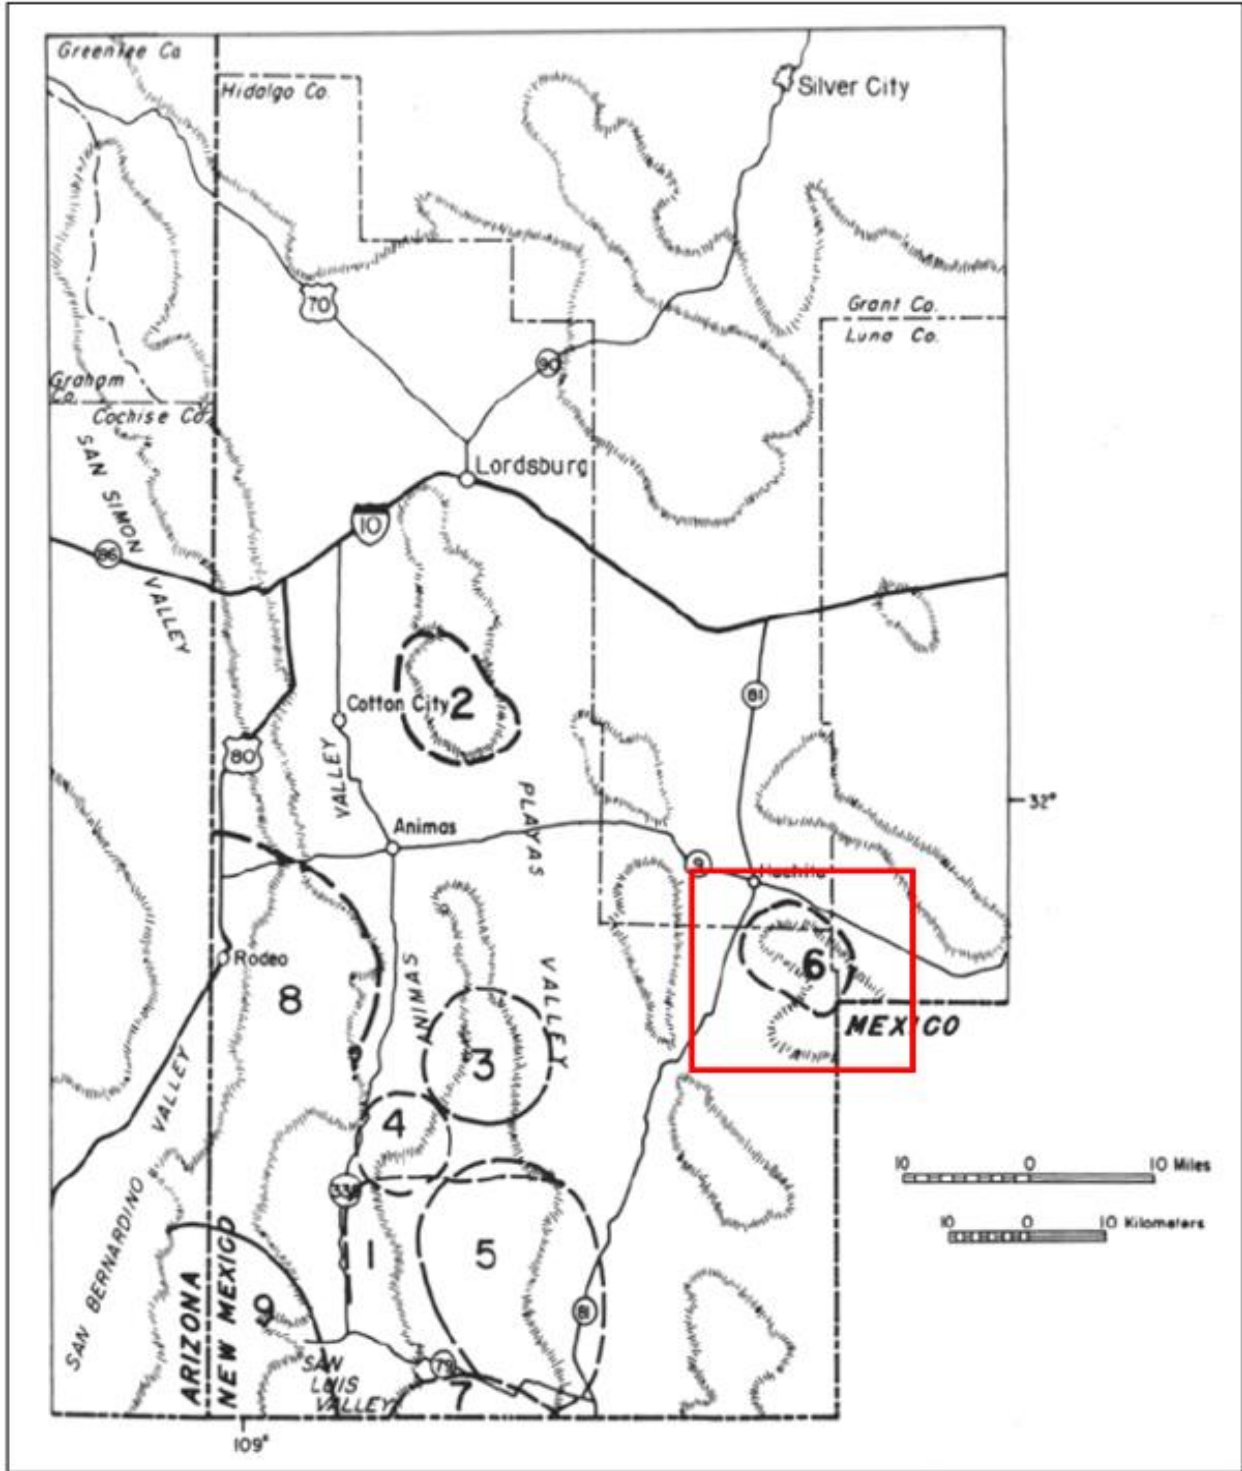 Greenlee Co
Hidalgo Co.
Silver City
70
Grant Co.
Luna Co.
90
Graham
Co.
Cochise Co.
SAN SIMON VALLEY
Lordsburg
10
86
Cotton City
2
81
80
VALLEY
PLAYAS
32°
Animas
9
Hachita
Rodeo
8
ANIMAS
VALLEY
6
MEXICO
3
4
VALLEY
10 0 10 Miles
10 0 10 Kilometers
SAN BERNARDINO
1
5
ARIZONA
NEW MEXICO
9
81
SAN
LUIS
VALLEY
79
7
109°